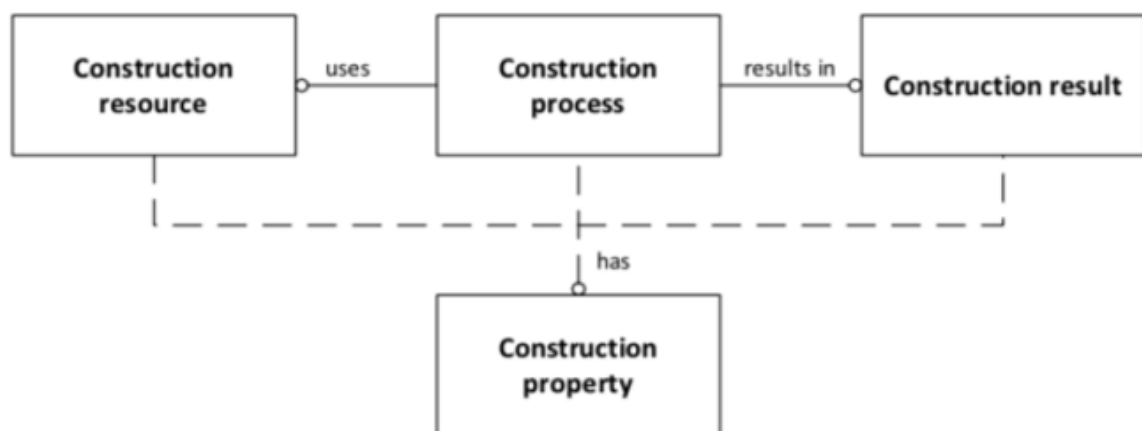 Construction
resource
uses
Construction
process
results in
Construction result
has
Construction
property